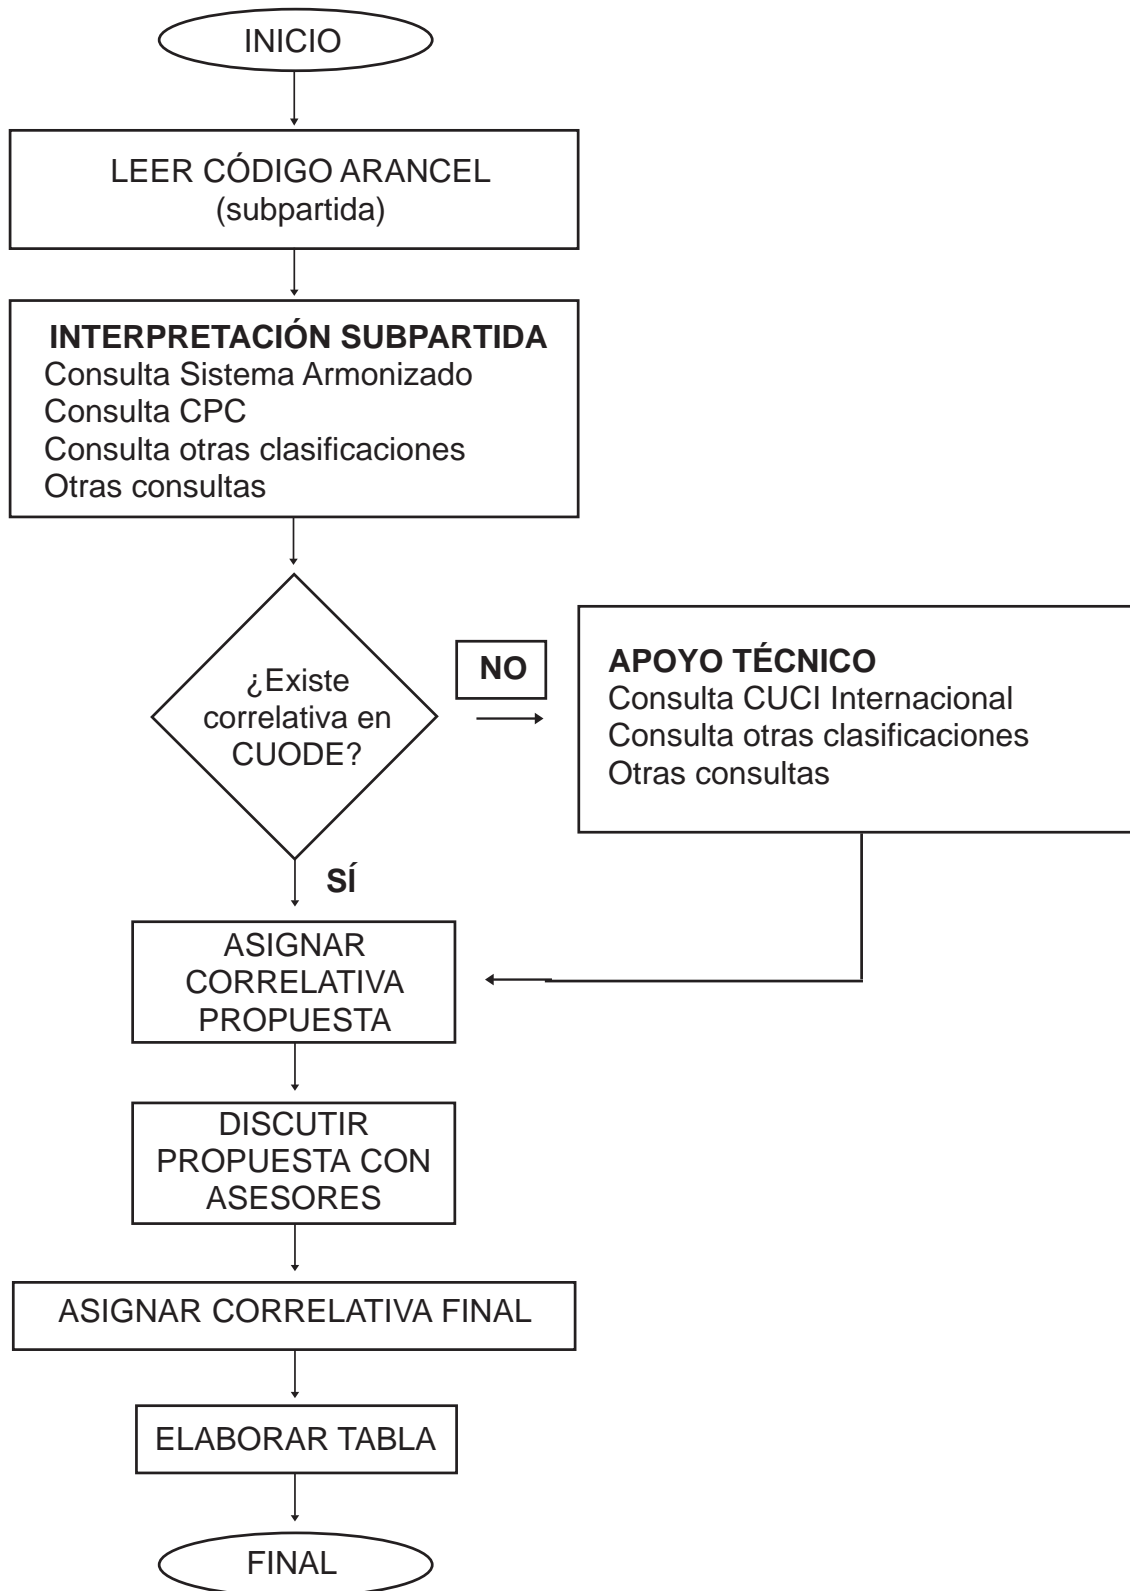 INICIO
LEER CÓDIGO ARANCEL
(subpartida)
INTERPRETACIÓN SUBPARTIDA
Consulta Sistema Armonizado
Consulta CPC
Consulta otras clasificaciones
Otras consultas
¿Existe
correlativa en
CUODE?
NO
APOYO TÉCNICO
Consulta CUCI Internacional
Consulta otras clasificaciones
Otras consultas
SÍ
ASIGNAR
CORRELATIVA
PROPUESTA
DISCUTIR
PROPUESTA CON
ASESORES
ASIGNAR CORRELATIVA FINAL
ELABORAR TABLA
FINAL